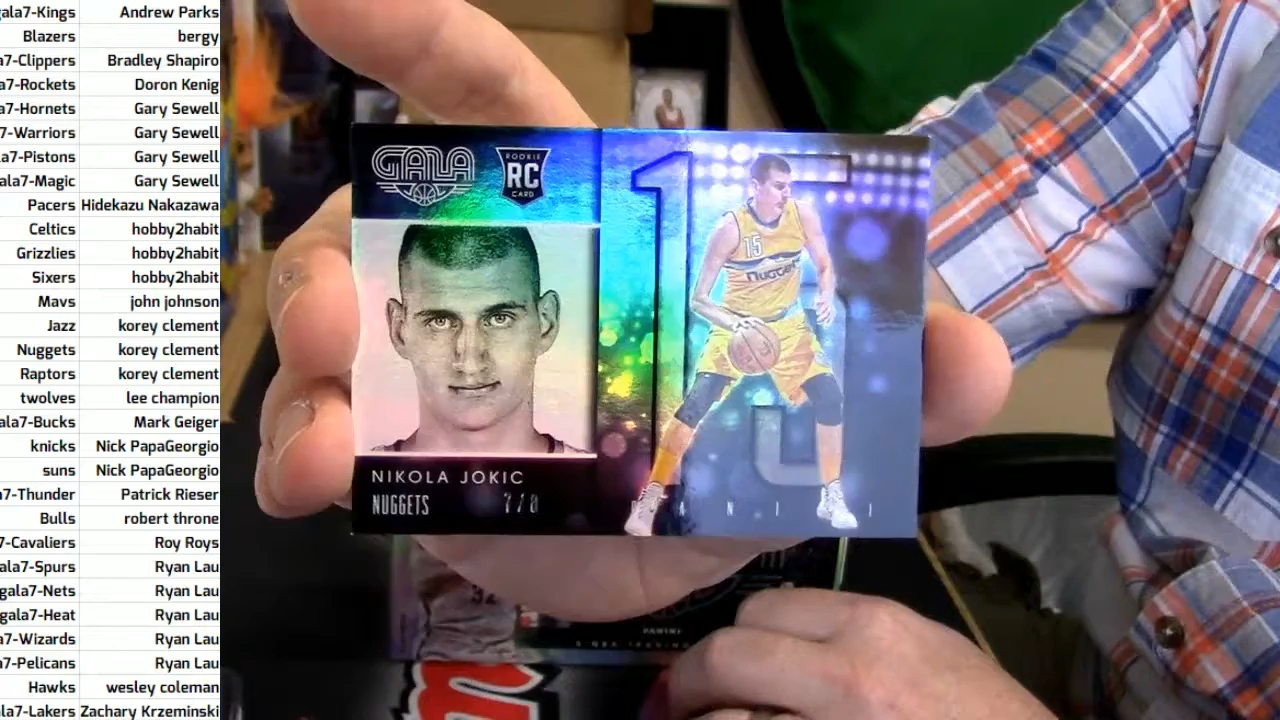 gala7-Kings Andrew Parks
Blazers bergy
a7-Clippers Bradley Shapiro
a7-Rockets Doron Kenig
a7-Hornets Gary Sewell
7-Warriors Gary Sewell
la7-Pistons Gary Sewell
ala7-Magic Gary Sewell
Pacers Hidekazu Nakazawa
Celtics hobby2habit
Grizzlies hobby2habit
Sixers hobby2habit
Mavs john johnson
Jazz korey clement
Nuggets korey clement
Raptors korey clement
twolves lee champion
ala7-Bucks Mark Geiger
knicks Nick PapaGeorgio
suns Nick PapaGeorgio
a7-Thunder Patrick Rieser
Bulls robert throne
7-Cavaliers Roy Roys
ala7-Spurs Ryan Lau
gala7-Nets Ryan Lau
gala7-Heat Ryan Lau
a7-Wizards Ryan Lau
a7-Pelicans Ryan Lau
Hawks wesley coleman
ala7-Lakers Zachary Krzeminski
GALA
ROOKIE
RC
CARD
15
15
NUGGETS
NIKOLA JOKIC
NUGGETS 7/8
PANINI
PANINI